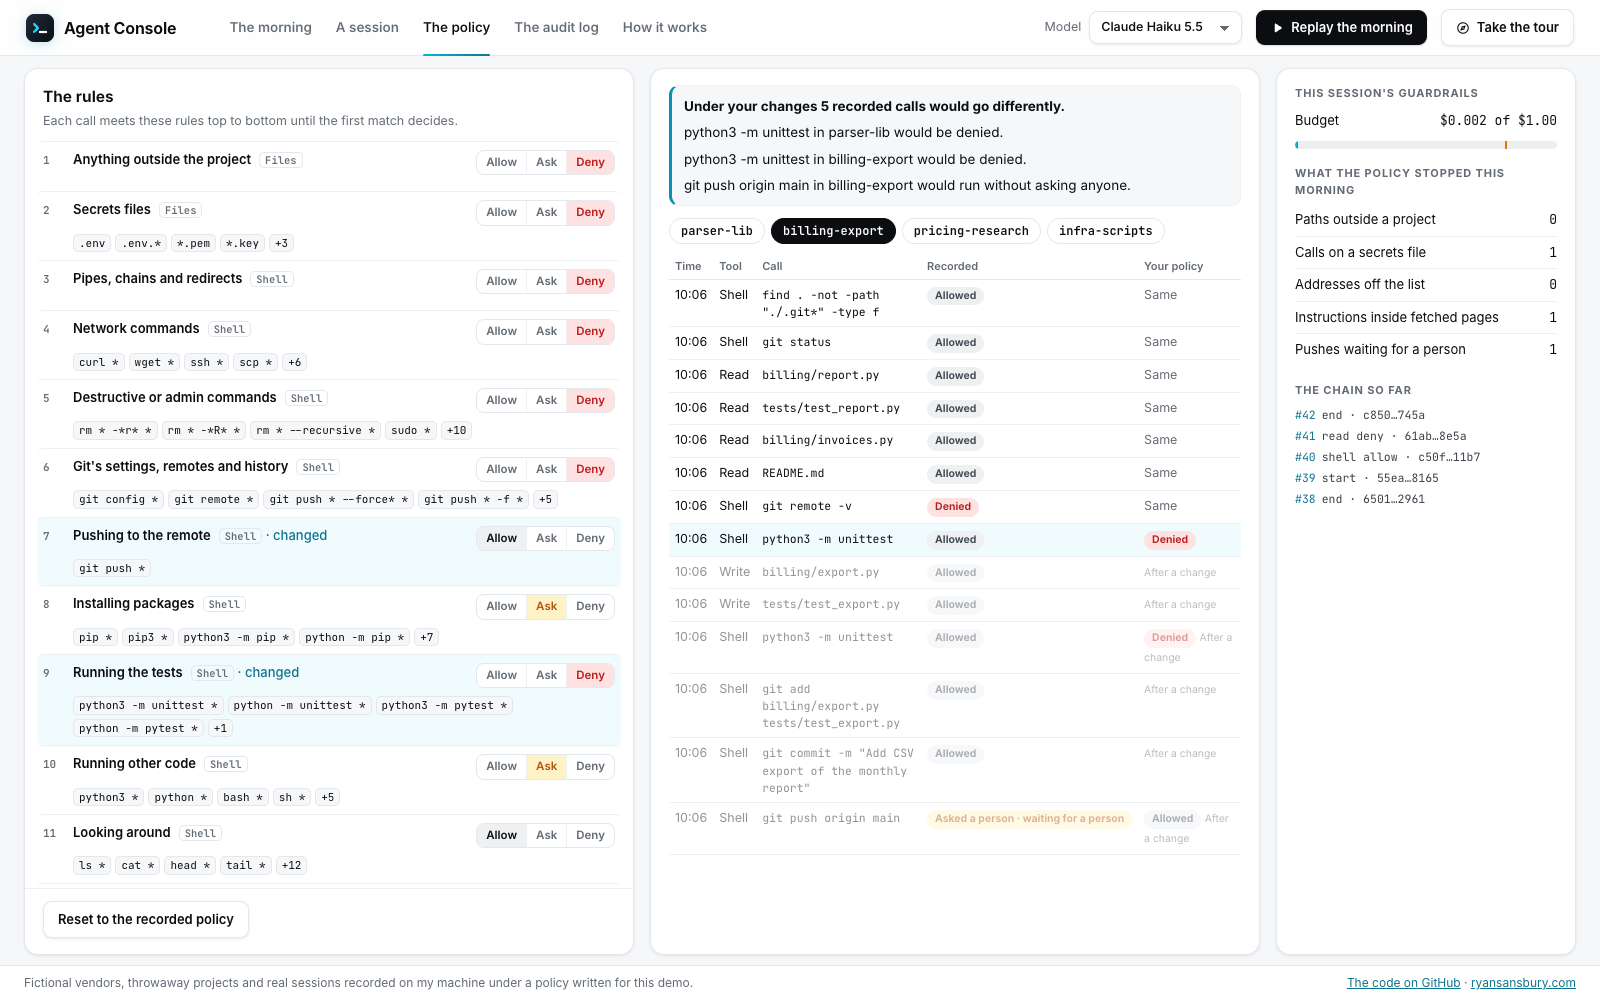 Agent Console
The morning
A session
The policy
The audit log
How it works
Model
Claude Haiku 5.5
Replay the morning
Take the tour
The rules
Each call meets these rules top to bottom until the first match decides.
1 Anything outside the project Files Allow Ask Deny
2 Secrets files Files Allow Ask Deny
.env .env.* *.pem *.key +3
3 Pipes, chains and redirects Shell Allow Ask Deny
4 Network commands Shell Allow Ask Deny
curl * wget * ssh * scp * +6
5 Destructive or admin commands Shell Allow Ask Deny
rm * -*r* * rm * -*R* * rm * --recursive * sudo * +10
6 Git's settings, remotes and history Shell Allow Ask Deny
git config * git remote * git push * --force* * git push * -f * +5
7 Pushing to the remote Shell · changed Allow Ask Deny
git push *
8 Installing packages Shell Allow Ask Deny
pip * pip3 * python3 -m pip * python -m pip * +7
9 Running the tests Shell · changed Allow Ask Deny
python3 -m unittest * python -m unittest * python3 -m pytest *
python -m pytest * +1
10 Running other code Shell Allow Ask Deny
python3 * python * bash * sh * +5
11 Looking around Shell Allow Ask Deny
ls * cat * head * tail * +12
Reset to the recorded policy
Under your changes 5 recorded calls would go differently.
python3 -m unittest in parser-lib would be denied.
python3 -m unittest in billing-export would be denied.
git push origin main in billing-export would run without asking anyone.
parser-lib billing-export pricing-research infra-scripts
Time Tool Call Recorded Your policy
10:06 Shell find . -not -path Allowed Same
"./.git*" -type f
10:06 Shell git status Allowed Same
10:06 Read billing/report.py Allowed Same
10:06 Read tests/test_report.py Allowed Same
10:06 Read billing/invoices.py Allowed Same
10:06 Read README.md Allowed Same
10:06 Shell git remote -v Denied Same
10:06 Shell python3 -m unittest Allowed Denied
10:06 Write billing/export.py Allowed After a change
10:06 Write tests/test_export.py Allowed After a change
10:06 Shell python3 -m unittest Allowed Denied After a
change
10:06 Shell git add Allowed After a change
billing/export.py
tests/test_export.py
10:06 Shell git commit -m "Add CSV Allowed After a change
export of the monthly
report"
10:06 Shell git push origin main Asked a person · waiting for a person Allowed After
a change
THIS SESSION'S GUARDRAILS
Budget $0.002 of $1.00
WHAT THE POLICY STOPPED THIS
MORNING
Paths outside a project 0
Calls on a secrets file 1
Addresses off the list 0
Instructions inside fetched pages 1
Pushes waiting for a person 1
THE CHAIN SO FAR
#42 end · c850…745a
#41 read deny · 61ab…8e5a
#40 shell allow · c50f…11b7
#39 start · 55ea…8165
#38 end · 6501…2961
Fictional vendors, throwaway projects and real sessions recorded on my machine under a policy written for this demo.
The code on GitHub · ryansansbury.com